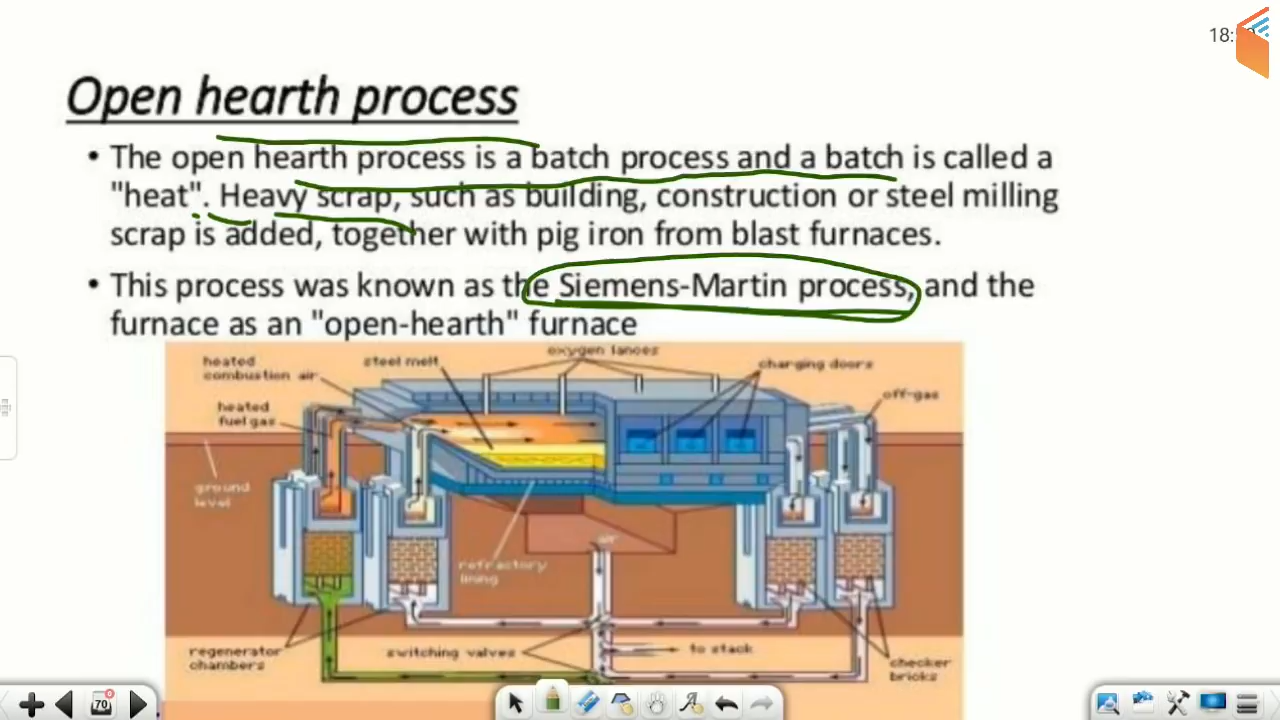 18:
Open hearth process
• The open hearth process is a batch process and a batch is called a
"heat". Heavy scrap, such as building, construction or steel milling
scrap is added, together with pig iron from blast furnaces.
• This process was known as the Siemens-Martin process, and the
furnace as an "open-hearth" furnace
heated
combustion air
steel melt
oxygen lances
charging doors
off-gas
heated
fuel gas
ground
level
air
refractory
lining
regenerator
chambers
switching valves
to stack
checker
bricks
70